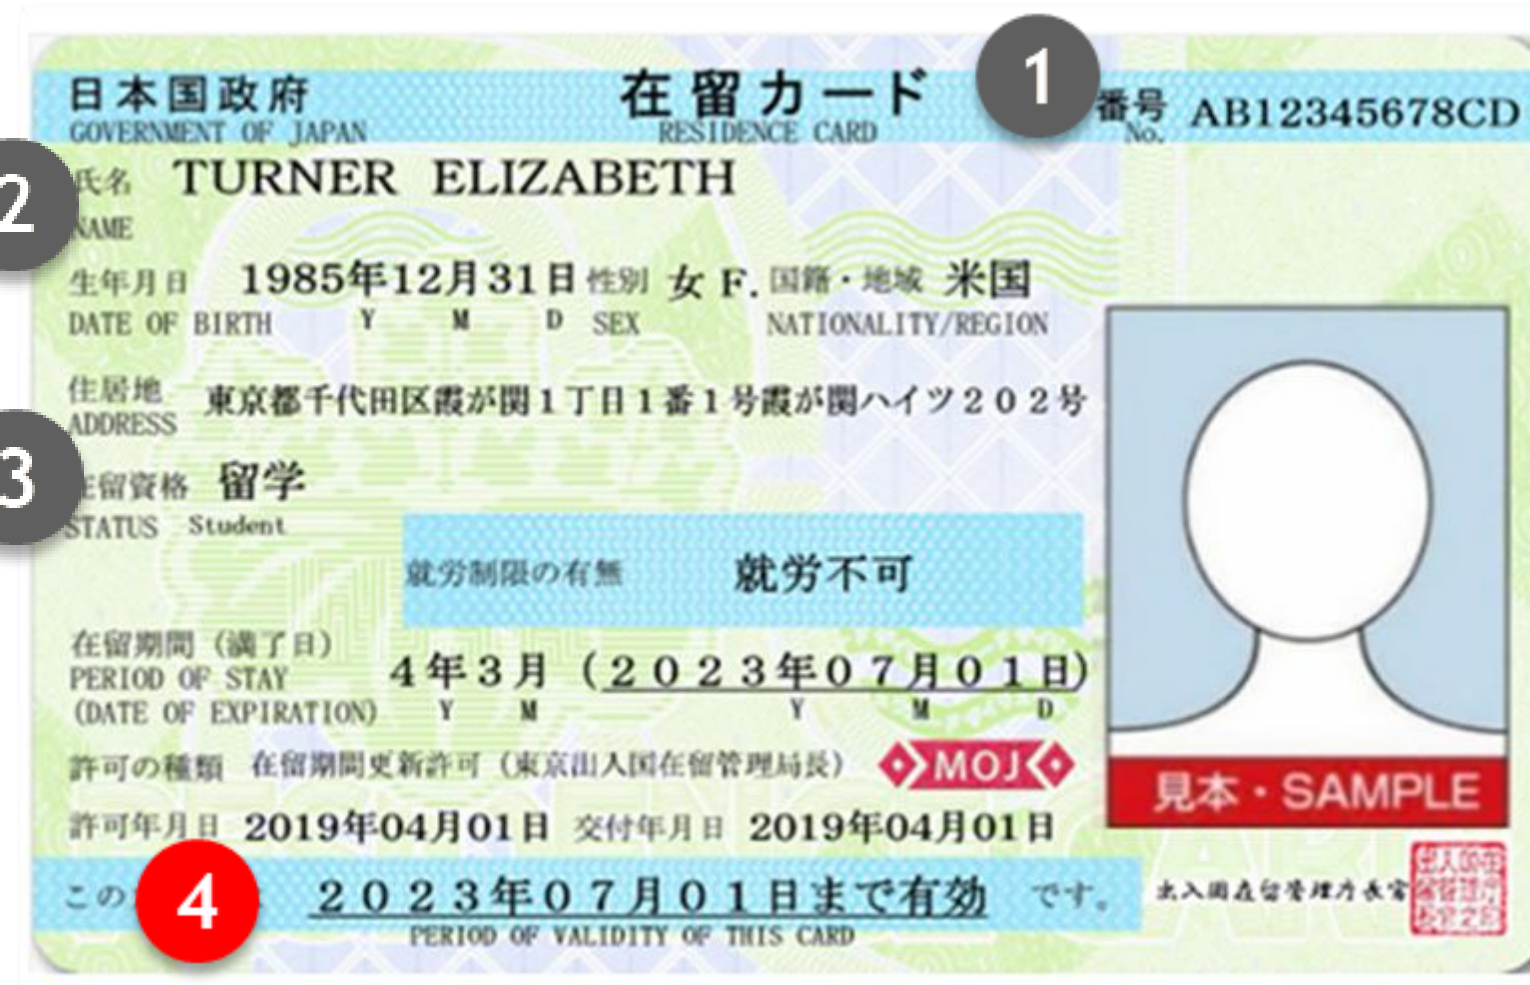 日本国政府 在留カード 1 番号 AB12345678CD
GOVERNMENT OF JAPAN RESIDENCE CARD No.
2 氏名 TURNER ELIZABETH
NAME
生年月日 1985年12月31日 性別 女 F. 国籍・地域 米国
DATE OF BIRTH Y M D SEX NATIONALITY/REGION
住居地 東京都千代田区霞が関1丁目1番1号霞が関ハイツ202号
ADDRESS
3 在留資格 留学
STATUS Student
就労制限の有無 就労不可
在留期間(満了日)
PERIOD OF STAY 4年3月 (2023年07月01日)
(DATE OF EXPIRATION) Y M Y M D
許可の種類 在留期間更新許可(東京出入国在留管理局長) MOJ
見本・SAMPLE
許可年月日 2019年04月01日 交付年月日 2019年04月01日
この 4 2023年07月01日まで有効 です。 出入国在留管理庁長官
PERIOD OF VALIDITY OF THIS CARD